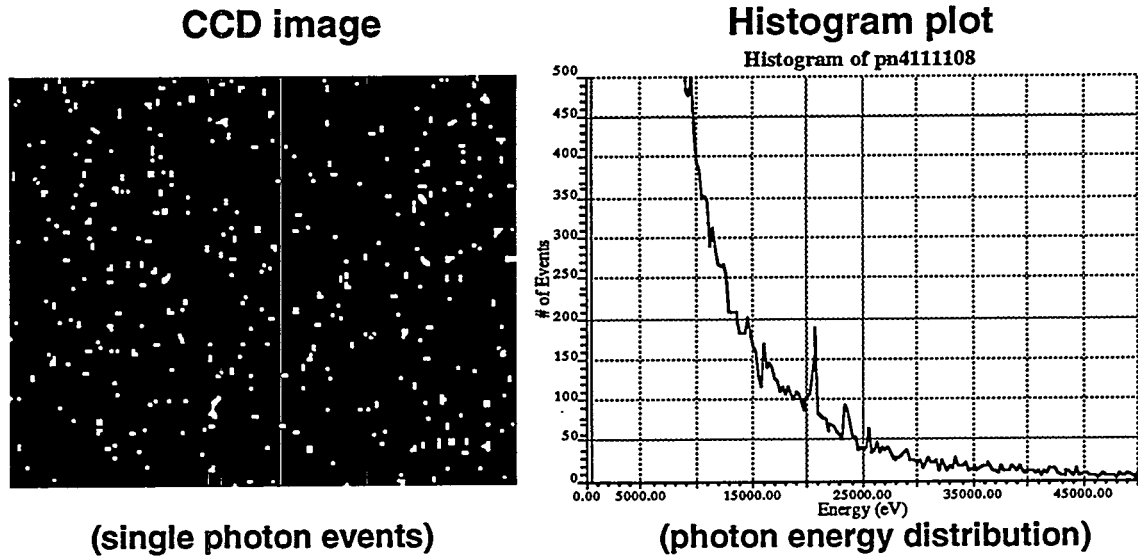 CCD image
(single photon events)
Histogram plot
Histogram of pn4111108
# of Events
500
450
400
350
300
250
200
150
100
50
0
0.00 5000.00 15000.00 25000.00 35000.00 45000.00
Energy (eV)
(photon energy distribution)